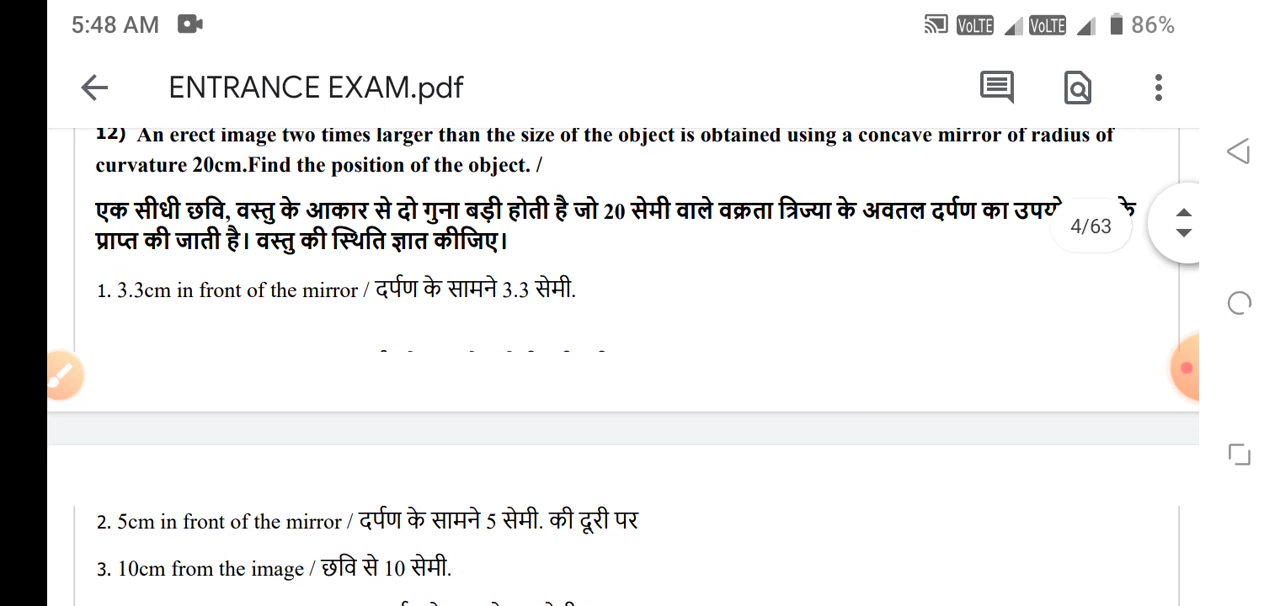 5:48 AM VoLTE VoLTE 86%
ENTRANCE EXAM.pdf
12) An erect image two times larger than the size of the object is obtained using a concave mirror of radius of
curvature 20cm.Find the position of the object. /
एक सीधी छवि, वस्तु के आकार से दो गुना बड़ी होती है जो 20 सेमी वाले वक्रता त्रिज्या के अवतल दर्पण का के
4/63
प्राप्त की जाती है। वस्तु की स्थिति ज्ञात कीजिए।
1. 3.3cm in front of the mirror / दर्पण के सामने 3.3 सेमी.
2. 5cm in front of the mirror / दर्पण के सामने 5 सेमी. की दूरी पर
3. 10cm from the image / छवि से 10 सेमी.